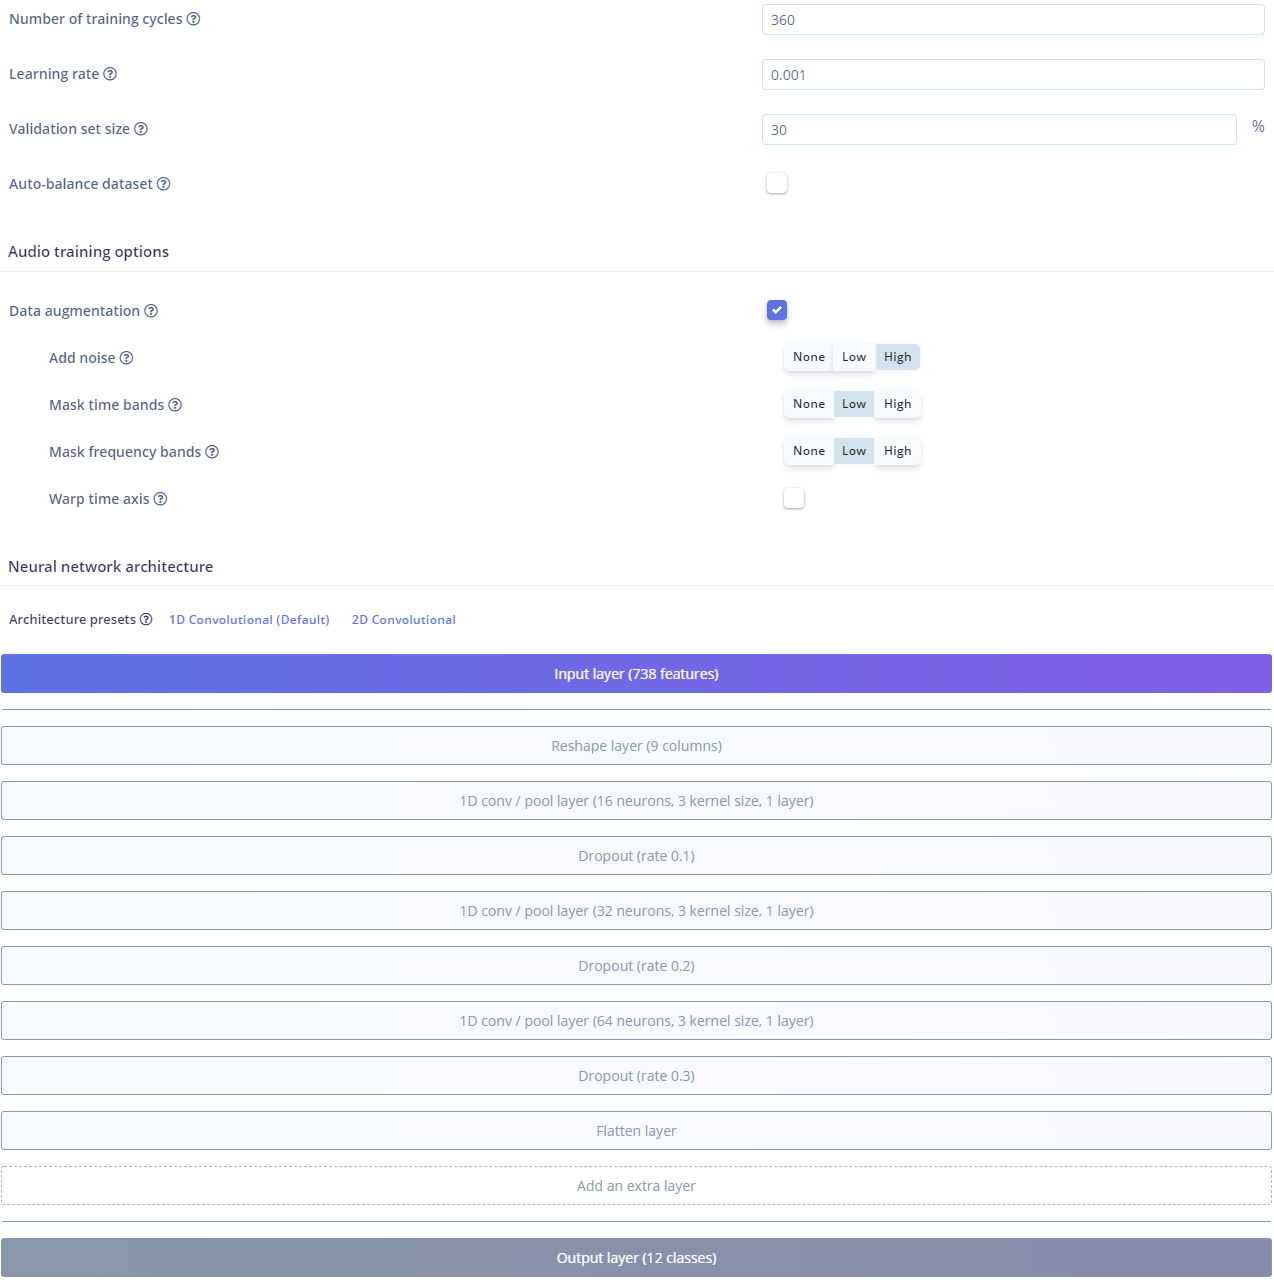 Number of training cycles ?
360
Learning rate ?
0.001
Validation set size ?
30 %
Auto-balance dataset ?
Audio training options
Data augmentation ?
Add noise ? None Low High
Mask time bands ? None Low High
Mask frequency bands ? None Low High
Warp time axis ?
Neural network architecture
Architecture presets ? 1D Convolutional (Default) 2D Convolutional
Input layer (738 features)
Reshape layer (9 columns)
1D conv / pool layer (16 neurons, 3 kernel size, 1 layer)
Dropout (rate 0.1)
1D conv / pool layer (32 neurons, 3 kernel size, 1 layer)
Dropout (rate 0.2)
1D conv / pool layer (64 neurons, 3 kernel size, 1 layer)
Dropout (rate 0.3)
Flatten layer
Add an extra layer
Output layer (12 classes)